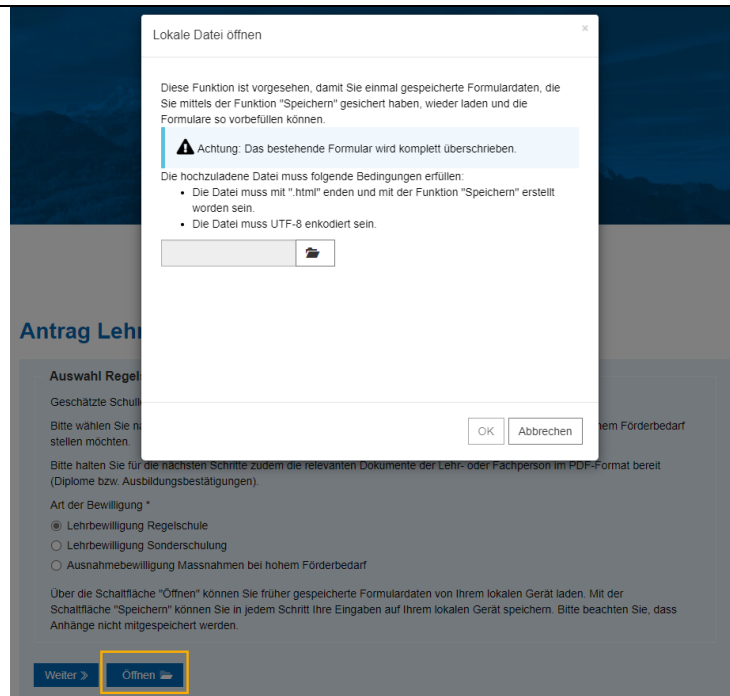 Lokale Datei öffnen
×
Diese Funktion ist vorgesehen, damit Sie einmal gespeicherte Formulardaten, die
Sie mittels der Funktion "Speichern" gesichert haben, wieder laden und die
Formulare so vorbefüllen können.
Achtung: Das bestehende Formular wird komplett überschrieben.
Die hochzuladene Datei muss folgende Bedingungen erfüllen:
• Die Datei muss mit ".html" enden und mit der Funktion "Speichern" erstellt
worden sein.
• Die Datei muss UTF-8 enkodiert sein.
OK Abbrechen
Antrag Leh
Auswahl Regel
Geschätzte Schull
Bitte wählen Sie na hem Förderbedarf
stellen möchten.
Bitte halten Sie für die nächsten Schritte zudem die relevanten Dokumente der Lehr- oder Fachperson im PDF-Format bereit
(Diplome bzw. Ausbildungsbestätigungen).
Art der Bewilligung *
Lehrbewilligung Regelschule
Lehrbewilligung Sonderschulung
Ausnahmebewilligung Massnahmen bei hohem Förderbedarf
Über die Schaltfläche "Öffnen" können Sie früher gespeicherte Formulardaten von Ihrem lokalen Gerät laden. Mit der
Schaltfläche "Speichern" können Sie in jedem Schritt Ihre Eingaben auf Ihrem lokalen Gerät speichern. Bitte beachten Sie, dass
Anhänge nicht mitgespeichert werden.
Weiter » Öffnen